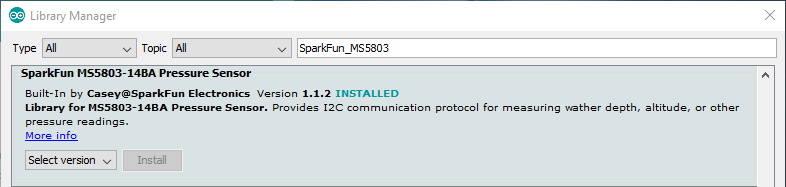 Library Manager
Type All Topic All SparkFun_MS5803
SparkFun MS5803-14BA Pressure Sensor
Built-In by Casey@SparkFun Electronics Version 1.1.2 INSTALLED
Library for MS5803-14BA Pressure Sensor. Provides I2C communication protocol for measuring wather depth, altitude, or other
pressure readings.
More info
Select version Install